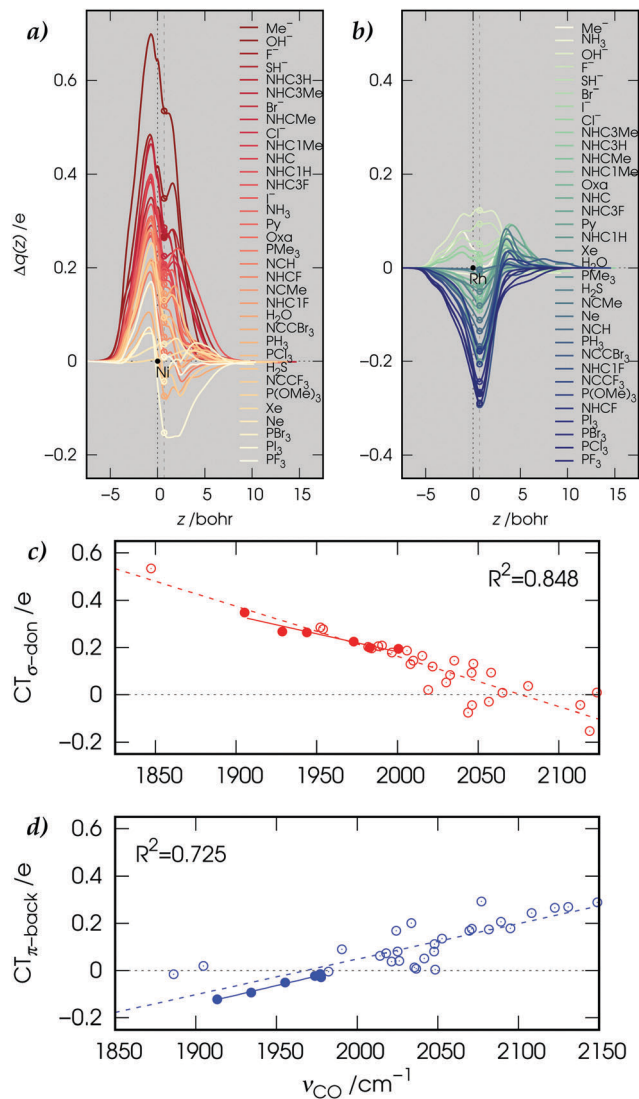 a)
Δq(z) /e
0.6
0.4
0.2
0
−0.2
Me⁻
OH⁻
F⁻
SH⁻
NHC3H
NHC3Me
Br⁻
NHCMe
Cl⁻
NHC1Me
NHC
NHC1H
NHC3F
I⁻
NH₃
Py
Oxa
PMe₃
NCH
NHCF
NCMe
NHC1F
H₂O
NCCBr₃
PH₃
PCl₃
H₂S
NCCF₃
P(OMe)₃
Xe
Ne
PBr₃
PI₃
PF₃
Ni
−5 0 5 10 15
z /bohr
b)
0.4
0.2
0
−0.2
−0.4
Me⁻
NH₃
OH⁻
F⁻
SH⁻
Br⁻
I⁻
Cl⁻
NHC3Me
NHC3H
NHCMe
NHC1Me
Oxa
NHC
NHC3F
Py
NHC1H
Xe
H₂O
PMe₃
H₂S
NCMe
Ne
NCH
PH₃
NCCBr₃
NHC1F
NCCF₃
P(OMe)₃
NHCF
PI₃
PBr₃
PCl₃
PF₃
Rh
−5 0 5 10 15
z /bohr
c)
CTσ−don /e
0.6
0.4
0.2
0
−0.2
R²=0.848
1850 1900 1950 2000 2050 2100
d)
CTπ−back /e
0.6
0.4
0.2
0
−0.2
R²=0.725
1850 1900 1950 2000 2050 2100 2150
νCO /cm⁻¹